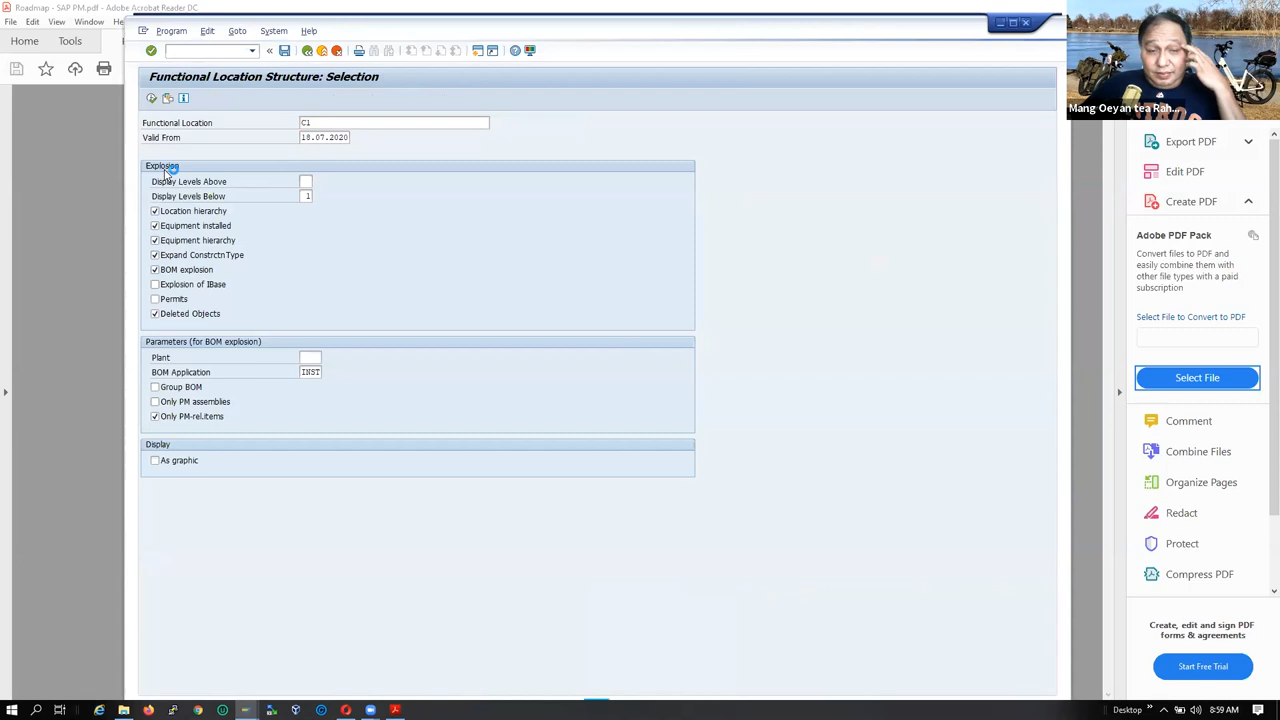 Roadmap - SAP PM.pdf - Adobe Acrobat Reader DC
File Edit View Window H
Home Tools
Program Edit Goto System Help
Functional Location Structure: Selection
Functional Location C1
Valid From 18.07.2020
Explosion
Display Levels Above
Display Levels Below 1
Location hierarchy
Equipment installed
Equipment hierarchy
Expand ConstrctnType
BOM explosion
Explosion of IBase
Permits
Deleted Objects
Parameters (for BOM explosion)
Plant
BOM Application INST
Group BOM
Only PM assemblies
Only PM-rel.items
Display
As graphic
Mang Oeyan tea Rah...
Export PDF
Edit PDF
Create PDF
Adobe PDF Pack
Convert files to PDF and
easily combine them with
other file types with a paid
subscription
Select File to Convert to PDF
Select File
Comment
Combine Files
Organize Pages
Redact
Protect
Compress PDF
Create, edit and sign PDF
forms & agreements
Start Free Trial
Desktop 8:59 AM